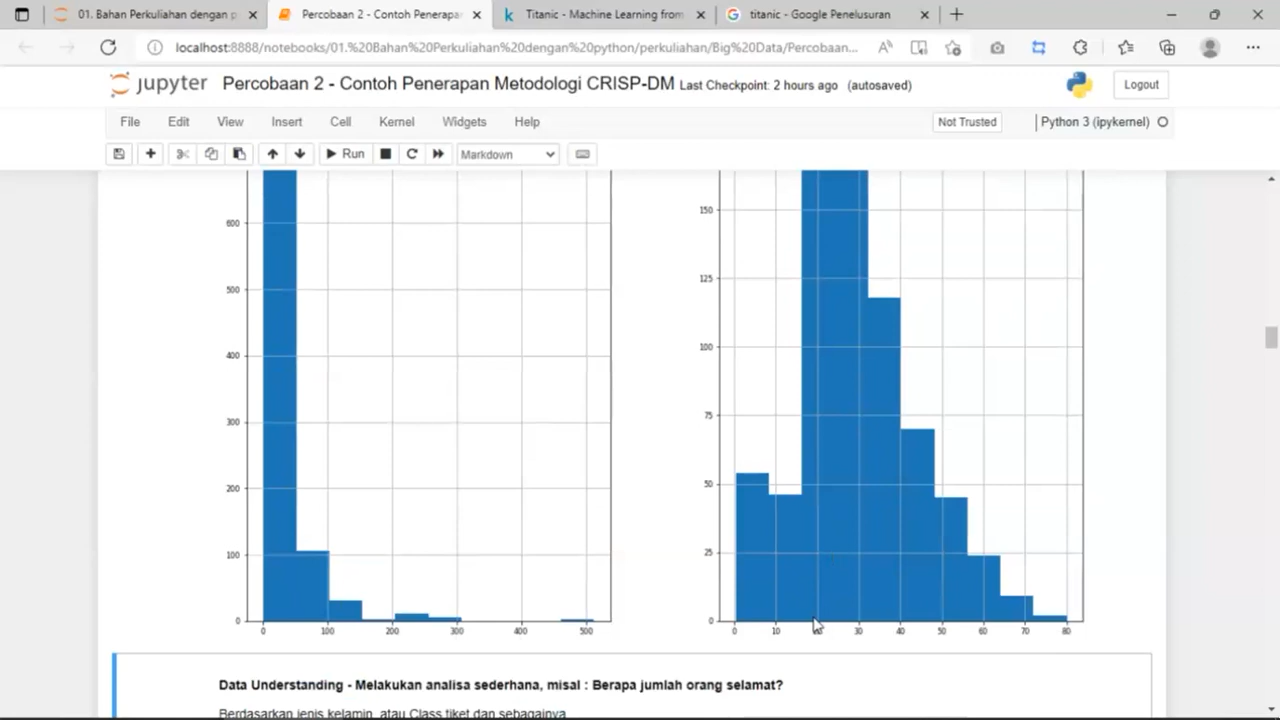 01. Bahan Perkuliahan dengan p
Percobaan 2 - Contoh Penerapa
Titanic - Machine Learning from
titanic - Google Penelusuran
localhost:8888/notebooks/01.%20Bahan%20Perkuliahan%20dengan%20python/perkuliahan/Big%20Data/Percobaan...
jupyter Percobaan 2 - Contoh Penerapan Metodologi CRISP-DM Last Checkpoint: 2 hours ago (autosaved)
Logout
File Edit View Insert Cell Kernel Widgets Help
Not Trusted
Python 3 (ipykernel)
Run
Markdown
600
500
400
300
200
100
0
0 100 200 300 400 500
150
125
100
75
50
25
0
0 10 20 30 40 50 60 70 80
Data Understanding - Melakukan analisa sederhana, misal : Berapa jumlah orang selamat?
Berdasarkan jenis kelamin, atau Class tiket dan sebagainya